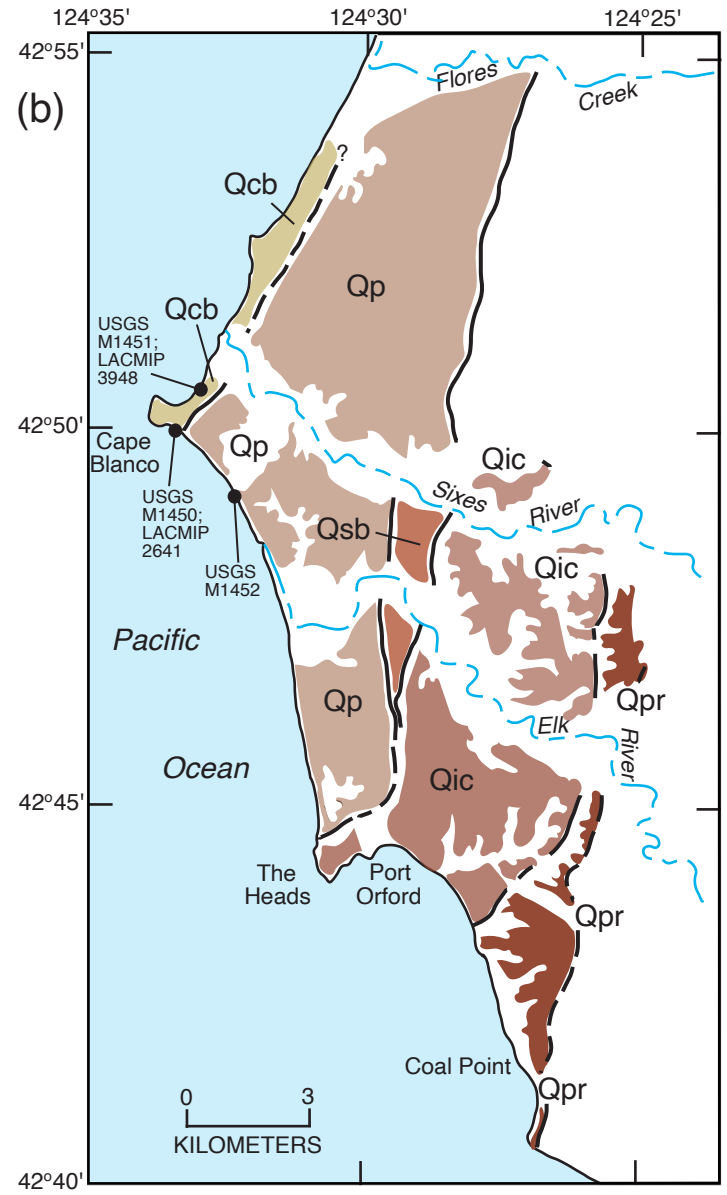 124°35'
124°30'
124°25'
42°55'
(b)
Flores
Creek
?
Qcb
Qp
Qcb
USGS
M1451;
LACMIP
3948
42°50'
Cape
Blanco
Qp
Qic
Sixes
River
USGS
M1450;
LACMIP
2641
Qsb
USGS
M1452
Qic
Pacific
Qp
Qpr
Elk
River
Ocean
Qic
42°45'
The
Heads
Port
Orford
Qpr
Coal Point
Qpr
0
3
KILOMETERS
42°40'